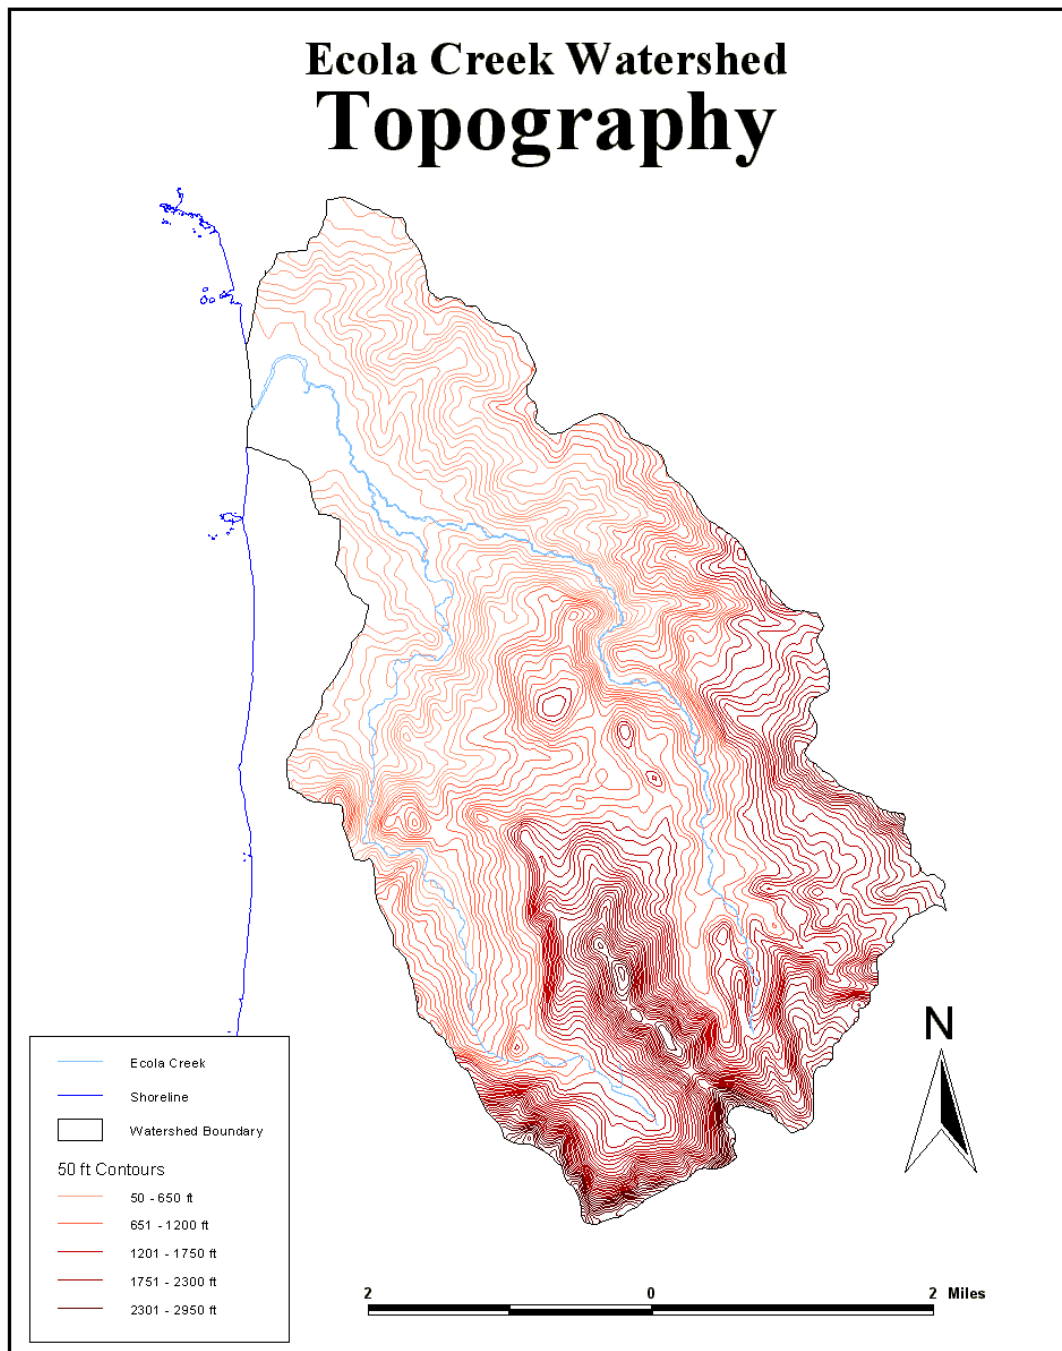 Ecola Creek Watershed
Topography
N
Ecola Creek
Shoreline
Watershed Boundary
50 ft Contours
50 - 650 ft
651 - 1200 ft
1201 - 1750 ft
1751 - 2300 ft
2301 - 2950 ft
2 0 2 Miles